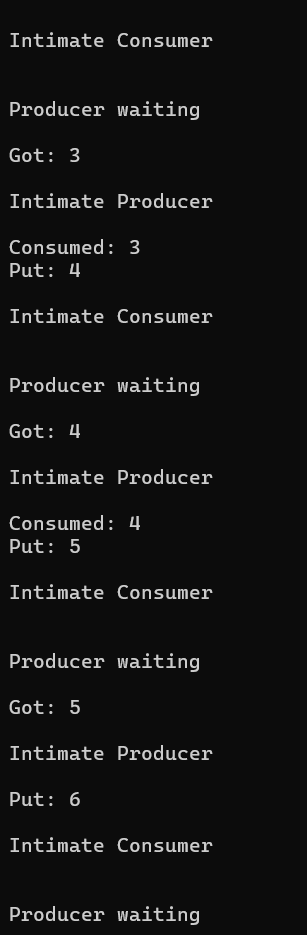 Intimate Consumer
Producer waiting
Got: 3
Intimate Producer
Consumed: 3
Put: 4
Intimate Consumer
Producer waiting
Got: 4
Intimate Producer
Consumed: 4
Put: 5
Intimate Consumer
Producer waiting
Got: 5
Intimate Producer
Put: 6
Intimate Consumer
Producer waiting